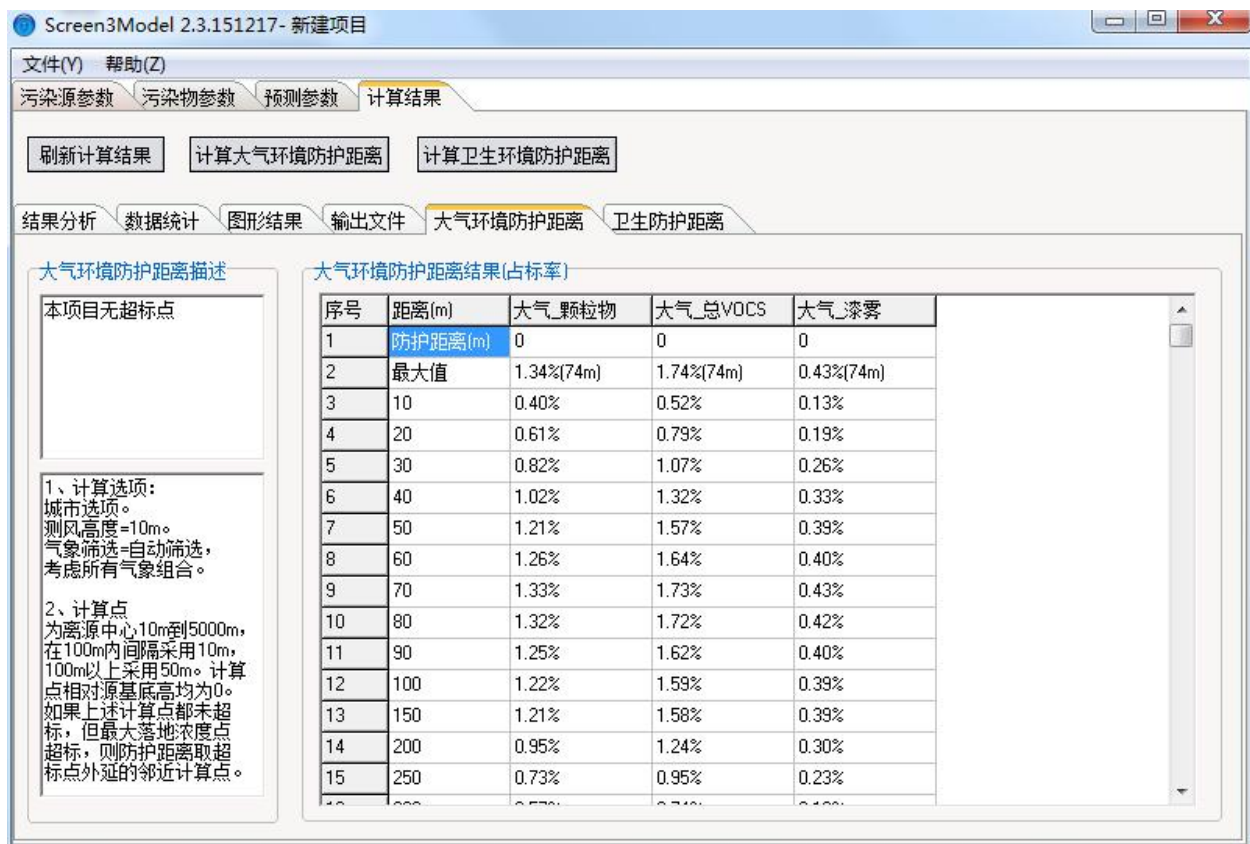 Screen3Model 2.3.151217- 新建项目
文件(Y) 帮助(Z)
污染源参数 污染物参数 预测参数 计算结果
刷新计算结果 计算大气环境防护距离 计算卫生环境防护距离
结果分析 数据统计 图形结果 输出文件 大气环境防护距离 卫生防护距离
大气环境防护距离描述
本项目无超标点
1、计算选项:
城市选项。
测风高度=10m。
气象筛选=自动筛选,
考虑所有气象组合。
2、计算点
为离源中心10m到5000m,
在100m内间隔采用10m,
100m以上采用50m。计算
点相对源基底高均为0。
如果上述计算点都未超
标,但最大落地浓度点
超标,则防护距离取超
标点外延的邻近计算点。
大气环境防护距离结果(占标率)
序号 距离(m) 大气_颗粒物 大气_总VOCS 大气_漆雾
1 防护距离(m) 0 0 0
2 最大值 1.34%(74m) 1.74%(74m) 0.43%(74m)
3 10 0.40% 0.52% 0.13%
4 20 0.61% 0.79% 0.19%
5 30 0.82% 1.07% 0.26%
6 40 1.02% 1.32% 0.33%
7 50 1.21% 1.57% 0.39%
8 60 1.26% 1.64% 0.40%
9 70 1.33% 1.73% 0.43%
10 80 1.32% 1.72% 0.42%
11 90 1.25% 1.62% 0.40%
12 100 1.22% 1.59% 0.39%
13 150 1.21% 1.58% 0.39%
14 200 0.95% 1.24% 0.30%
15 250 0.73% 0.95% 0.23%